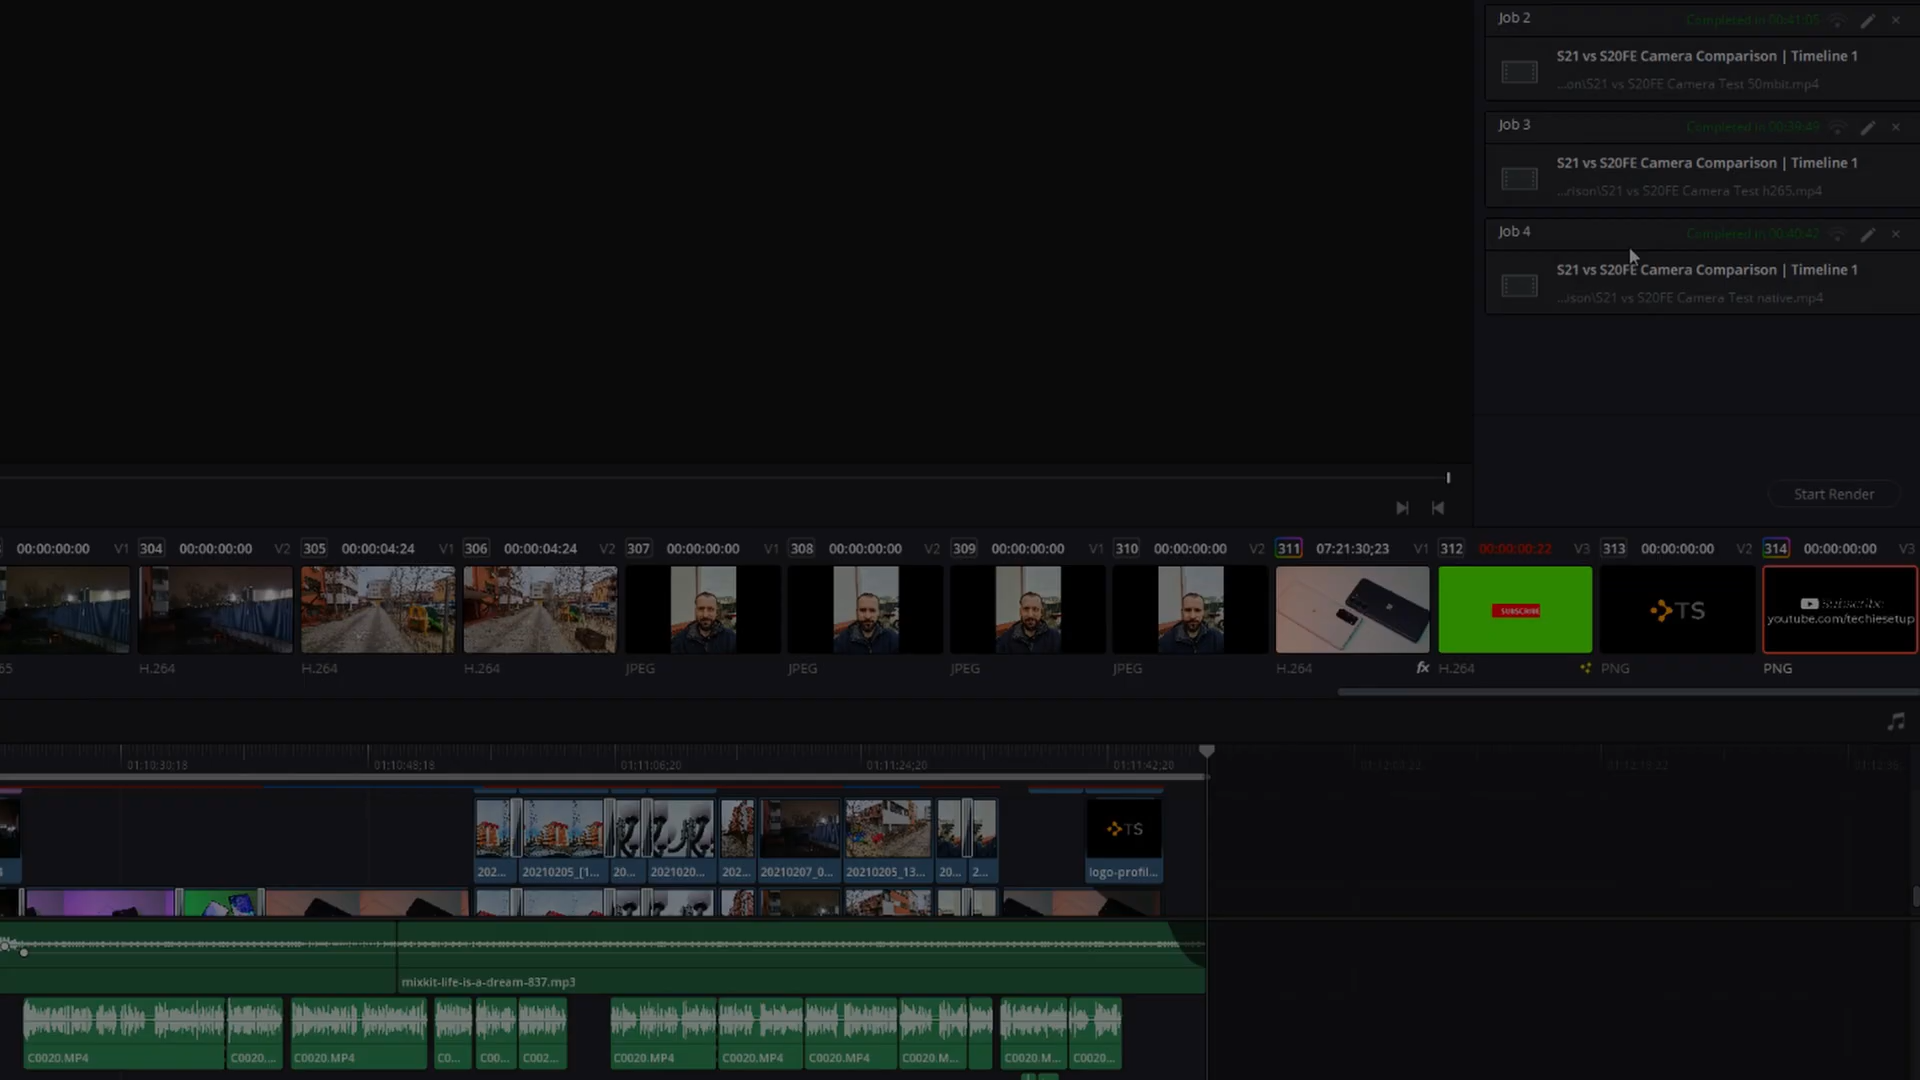 Job 2
Completed in 00:41:05
S21 vs S20FE Camera Comparison | Timeline 1
...on\S21 vs S20FE Camera Test 50mbit.mp4
Job 3
Completed in 00:39:49
S21 vs S20FE Camera Comparison | Timeline 1
...rison\S21 vs S20FE Camera Test h265.mp4
Job 4
Completed in 00:40:42
S21 vs S20FE Camera Comparison | Timeline 1
...ison\S21 vs S20FE Camera Test native.mp4
Start Render
00:00:00:00 V1 304 00:00:00:00 V2 305 00:00:04:24 V1 306 00:00:04:24 V2 307 00:00:00:00 V1 308 00:00:00:00 V2 309 00:00:00:00 V1 310 00:00:00:00 V2 311 07:21:30;23 V1 312 00:00:00:22 V3 313 00:00:00:00 V2 314 00:00:00:00 V3
SUBSCRIBE
TS
Subscribe
youtube.com/techiesetup
65 H.264 H.264 H.264 JPEG JPEG JPEG JPEG H.264 fx H.264 PNG PNG
01:10:30;18 01:10:48;18 01:11:06;20 01:11:24;20 01:11:42;20
TS
202... 20210205_[1... 20... 2021020... 202... 20210207_0... 20210205_13... 20... 2... logo-profil...
mixkit-life-is-a-dream-837.mp3
C0020.MP4 C0020.... C0020.MP4 C0... C00... C002... C0020.MP4 C0020.MP4 C0020.MP4 C0020.M... C0020.M... C0020...